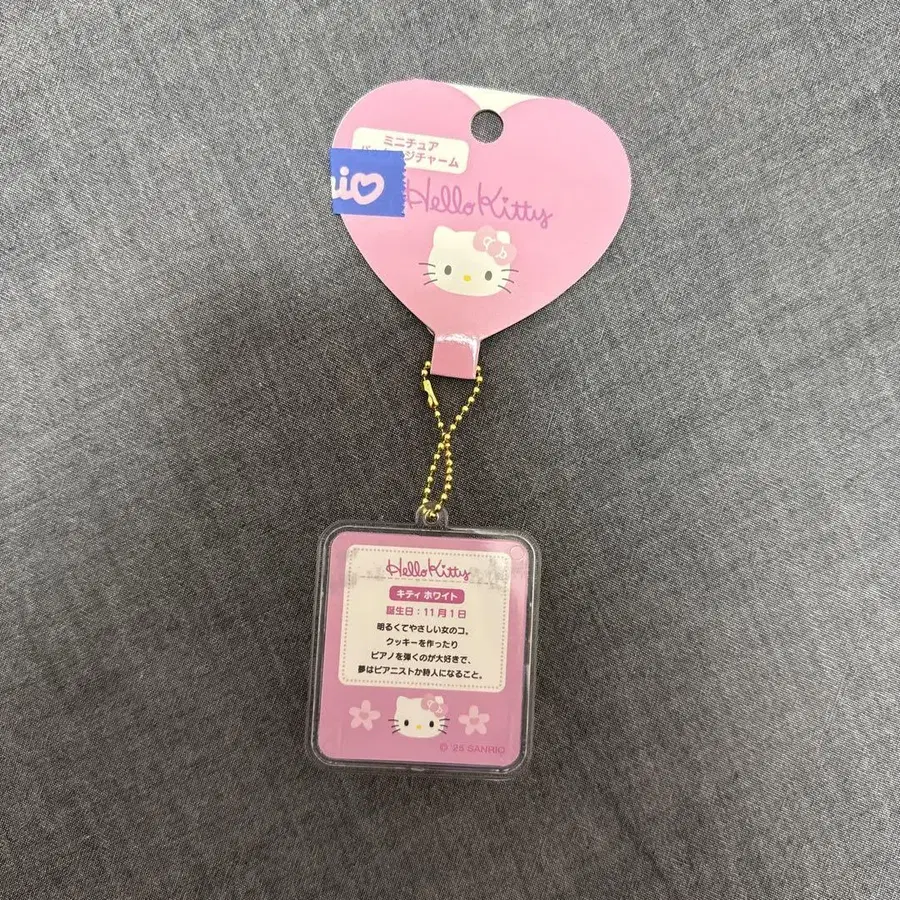 ミニチュア
ジチャーム
io
Hello Kitty
Hello Kitty
キティ ホワイト
誕生日：11月1日
明るくてやさしい女のコ。
クッキーを作ったり
ピアノを弾くのが大好きで、
夢はピアニストか詩人になること。
© '25 SANRIO